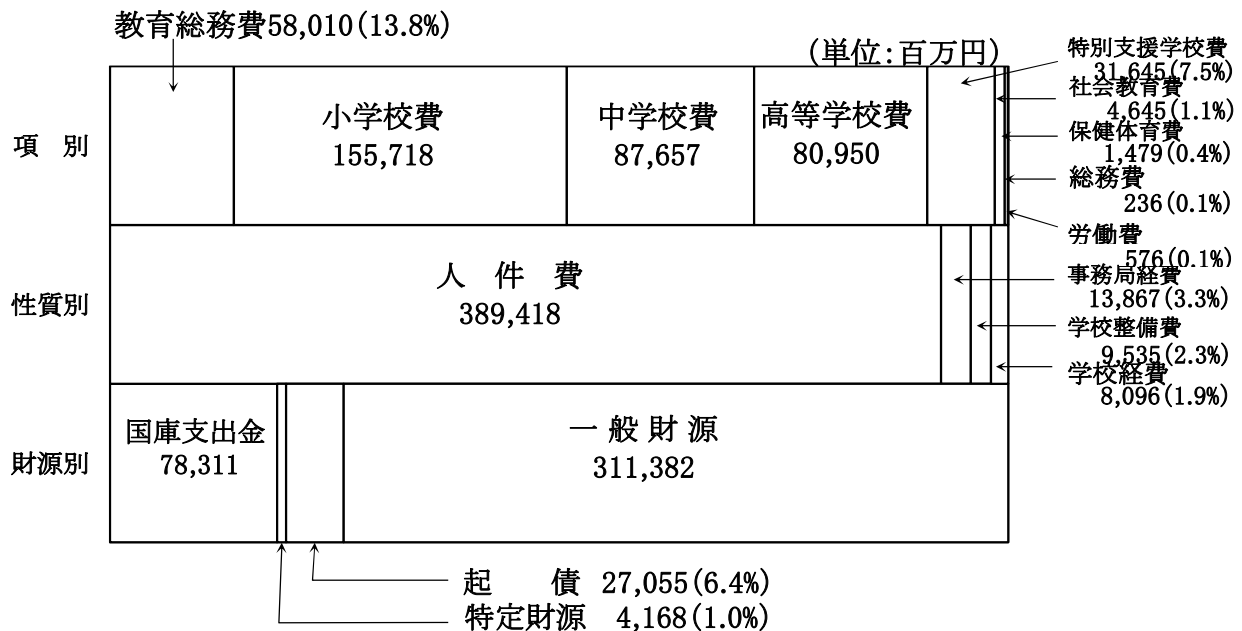 教育総務費58,010(13.8%)
(単位:百万円)
項　別
小学校費
155,718
中学校費
87,657
高等学校費
80,950
特別支援学校費
31,645(7.5%)
社会教育費
4,645(1.1%)
保健体育費
1,479(0.4%)
総務費
236(0.1%)
労働費
576(0.1%)
性質別
人　件　費
389,418
事務局経費
13,867(3.3%)
学校整備費
9,535(2.3%)
学校経費
8,096(1.9%)
財源別
国庫支出金
78,311
一 般 財 源
311,382
起　　債 27,055(6.4%)
特定財源 4,168(1.0%)